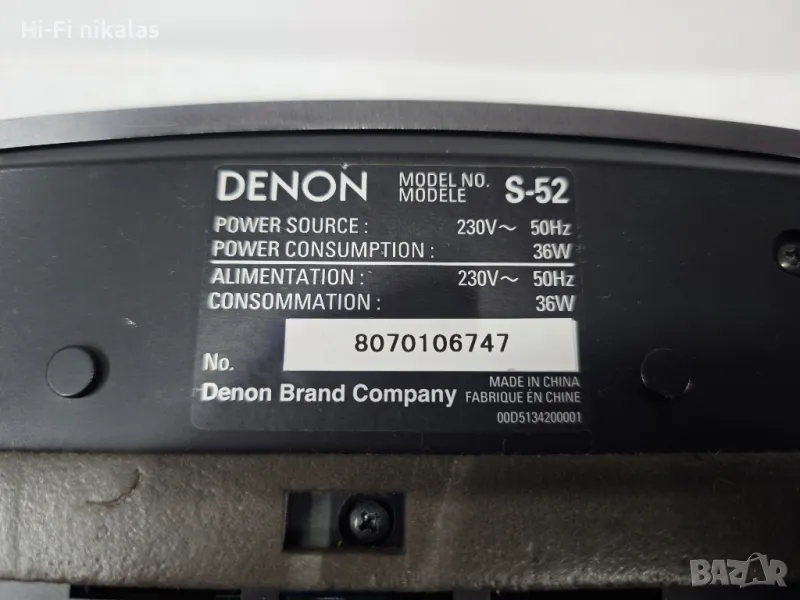 Hi-Fi nikalas
DENON MODEL NO. S-52
MODELE
POWER SOURCE : 230V～ 50Hz
POWER CONSUMPTION : 36W
ALIMENTATION : 230V～ 50Hz
CONSOMMATION : 36W
No. 8070106747
Denon Brand Company MADE IN CHINA
FABRIQUE EN CHINE
00D5134200001
BAZAR